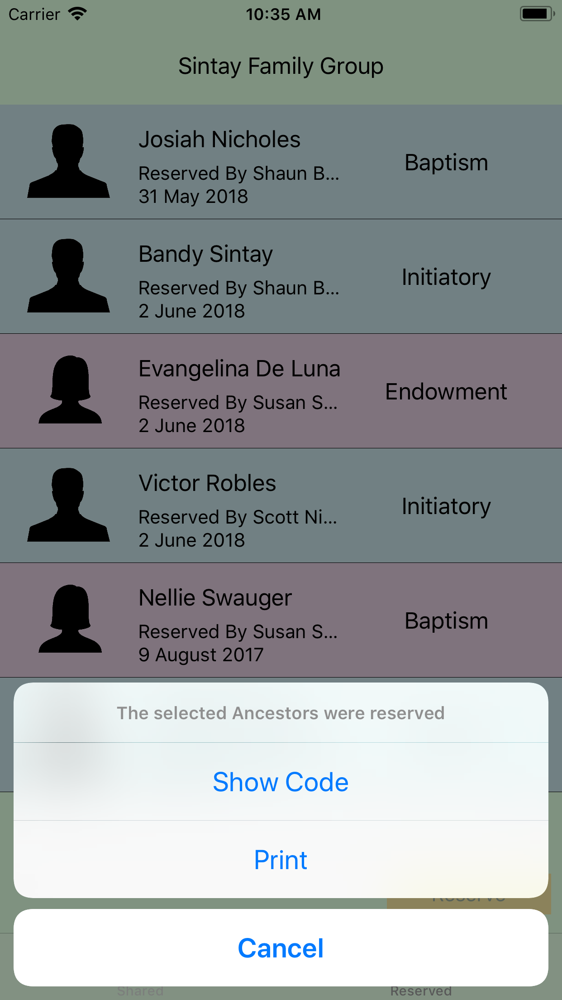 Carrier
10:35 AM
Sintay Family Group
Josiah Nicholes
Reserved By Shaun B...
31 May 2018
Baptism
Bandy Sintay
Reserved By Shaun B...
2 June 2018
Initiatory
Evangelina De Luna
Reserved By Susan S...
2 June 2018
Endowment
Victor Robles
Reserved By Scott Ni...
2 June 2018
Initiatory
Nellie Swauger
Reserved By Susan S...
9 August 2017
Baptism
The selected Ancestors were reserved
Show Code
Print
Reserve
Cancel
Shared
Reserved